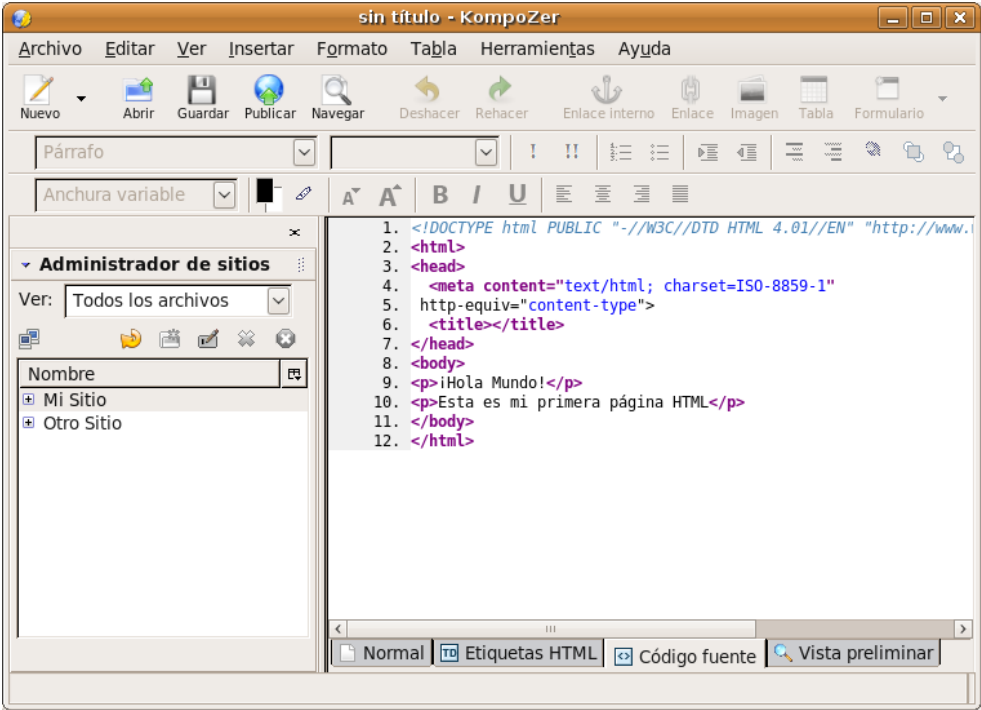 sin título - KompoZer
Archivo Editar Ver Insertar Formato Tabla Herramientas Ayuda
Nuevo Abrir Guardar Publicar Navegar Deshacer Rehacer Enlace interno Enlace Imagen Tabla Formulario
Párrafo ! !!
Anchura variable A A B I U
Administrador de sitios
Ver: Todos los archivos
Nombre
Mi Sitio
Otro Sitio
1. <!DOCTYPE html PUBLIC "-//W3C//DTD HTML 4.01//EN" "http://www.
2. <html>
3. <head>
4. <meta content="text/html; charset=ISO-8859-1"
5. http-equiv="content-type">
6. <title></title>
7. </head>
8. <body>
9. <p>¡Hola Mundo!</p>
10. <p>Esta es mi primera página HTML</p>
11. </body>
12. </html>
Normal TD Etiquetas HTML Código fuente Vista preliminar